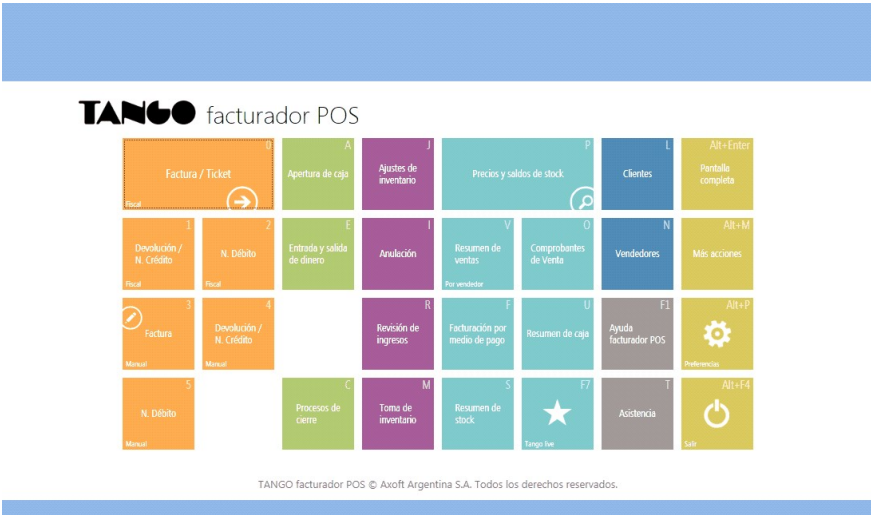 TANGO facturador POS
0
Factura / Ticket
Fiscal
A
Apertura de caja
J
Ajustes de
inventario
P
Precios y saldos de stock
L
Clientes
Alt+Enter
Pantalla
completa
1
Devolución /
N. Crédito
Fiscal
2
N. Débito
Fiscal
E
Entrada y salida
de dinero
I
Anulación
V
Resumen de
ventas
Por vendedor
O
Comprobantes
de Venta
N
Vendedores
Alt+M
Más acciones
3
Factura
Manual
4
Devolución /
N. Crédito
Manual
R
Revisión de
ingresos
F
Facturación por
medio de pago
U
Resumen de caja
F1
Ayuda
facturador POS
Alt+P
Preferencias
5
N. Débito
Manual
C
Procesos de
cierre
M
Toma de
inventario
S
Resumen de
stock
F7
Tango live
T
Asistencia
Alt+F4
Salir
TANGO facturador POS © Axoft Argentina S.A. Todos los derechos reservados.